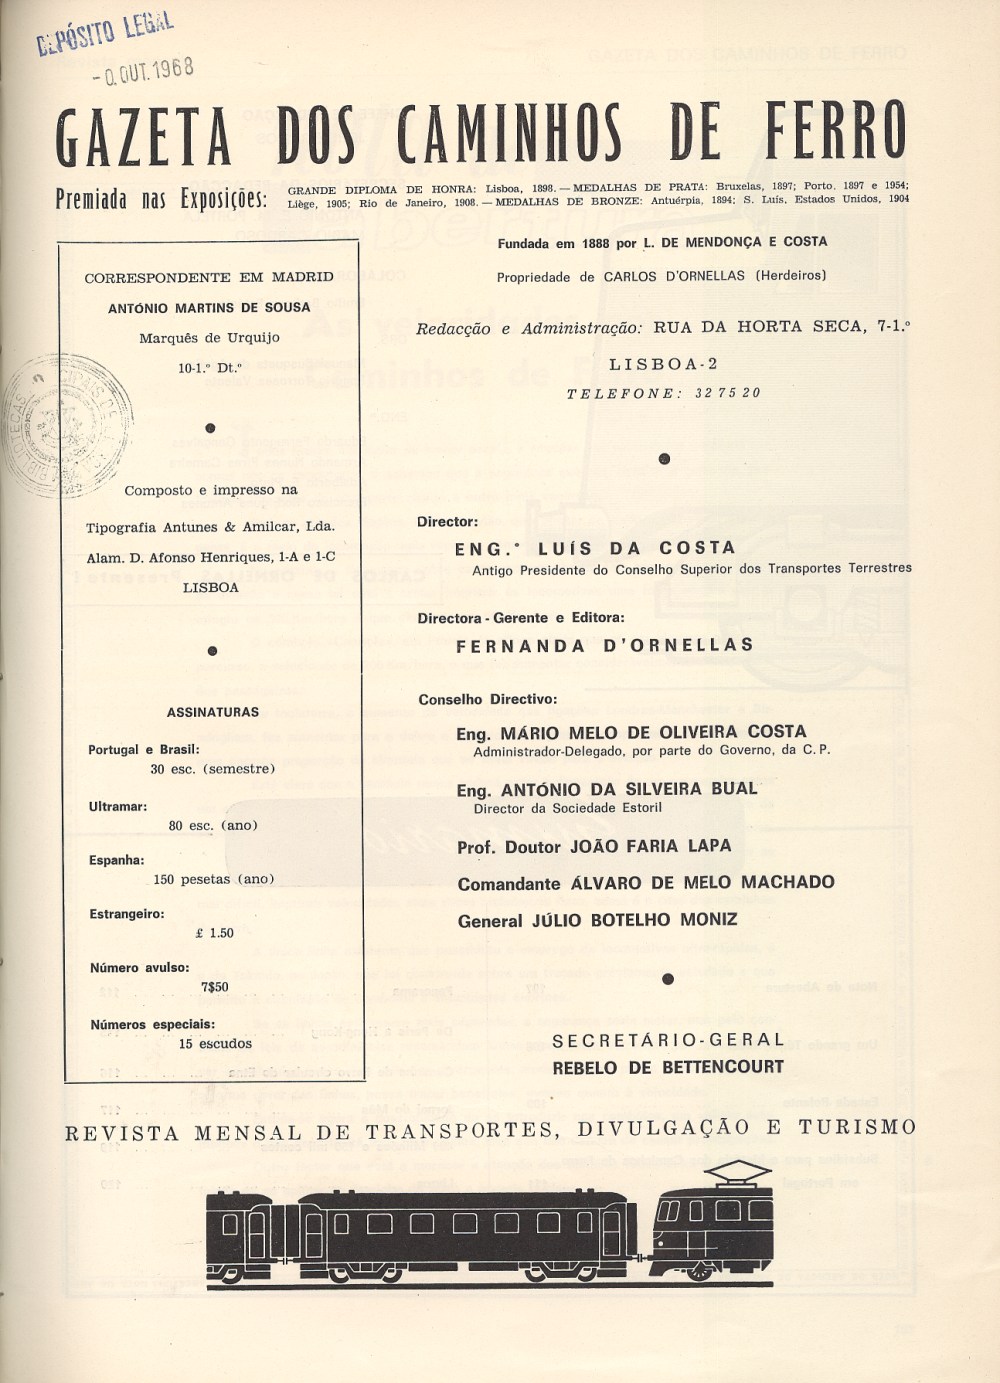 DEPÓSITO LEGAL
OUT. 1968
GAZETA DOS CAMINHOS DE FERRO
Premiada nas Exposições:
GRANDE DIPLOMA DE HONRA: Lisboa, 1898. — MEDALHAS DE PRATA: Bruxelas, 1897; Porto. 1897 e 1954;
Liège, 1905; Rio de Janeiro, 1908. — MEDALHAS DE BRONZE: Antuérpia, 1894; S. Luís, Estados Unidos, 1904
CORRESPONDENTE EM MADRID
ANTÓNIO MARTINS DE SOUSA
Marquês de Urquijo
10-1.º Dt.º
Composto e impresso na
Tipografia Antunes & Amilcar, Lda.
Alam. D. Afonso Henriques, 1-A e 1-C
LISBOA
ASSINATURAS
Portugal e Brasil:
30 esc. (semestre)
Ultramar:
80 esc. (ano)
Espanha:
150 pesetas (ano)
Estrangeiro:
£ 1.50
Número avulso:
7$50
Números especiais:
15 escudos
Fundada em 1888 por L. DE MENDONÇA E COSTA
Propriedade de CARLOS D'ORNELLAS (Herdeiros)
Redacção e Administração: RUA DA HORTA SECA, 7-1.º
LISBOA-2
TELEFONE: 32 75 20
Director:
ENG.º LUÍS DA COSTA
Antigo Presidente do Conselho Superior dos Transportes Terrestres
Directora - Gerente e Editora:
FERNANDA D'ORNELLAS
Conselho Directivo:
Eng. MÁRIO MELO DE OLIVEIRA COSTA
Administrador-Delegado, por parte do Governo, da C. P.
Eng. ANTÓNIO DA SILVEIRA BUAL
Director da Sociedade Estoril
Prof. Doutor JOÃO FARIA LAPA
Comandante ÁLVARO DE MELO MACHADO
General JÚLIO BOTELHO MONIZ
SECRETÁRIO-GERAL
REBELO DE BETTENCOURT
REVISTA MENSAL DE TRANSPORTES, DIVULGAÇÃO E TURISMO